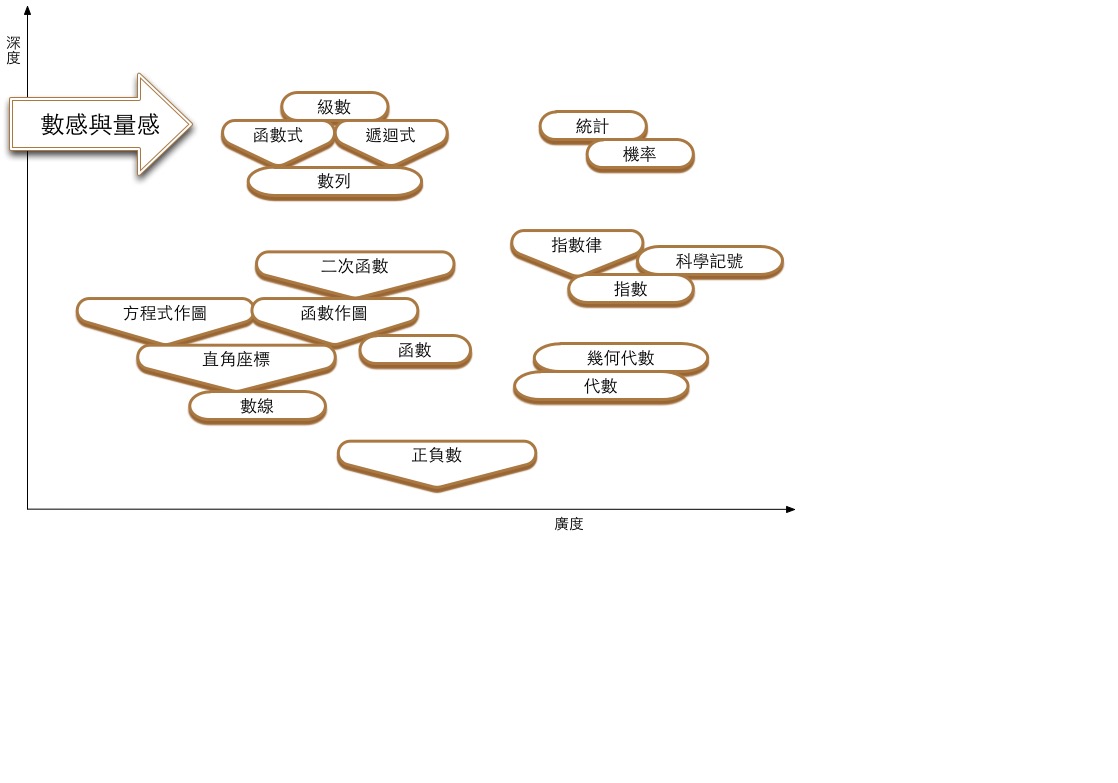 深
度
數感與量感
級數
函數式
遞迴式
數列
統計
機率
指數律
科學記號
指數
二次函數
方程式作圖
函數作圖
函數
直角座標
數線
幾何代數
代數
正負數
廣度